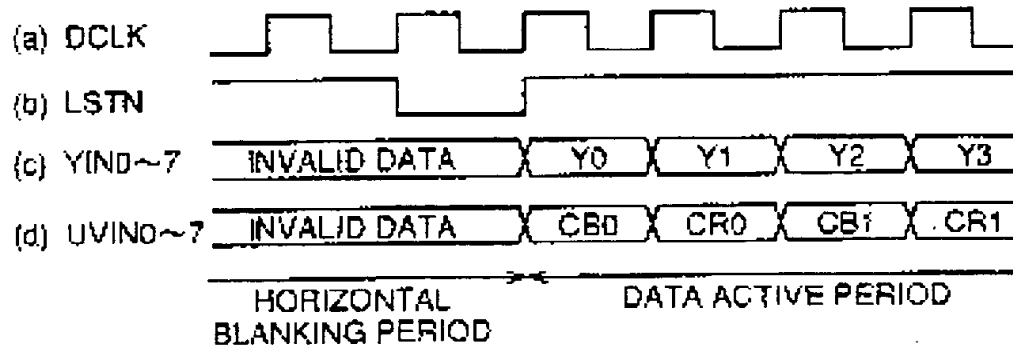 (a) DCLK
(b) LSTN
(c) YIN0~7 INVALID DATA Y0 Y1 Y2 Y3
(d) UVIN0~7 INVALID DATA CB0 CR0 CB1 CR1
HORIZONTAL BLANKING PERIOD
DATA ACTIVE PERIOD